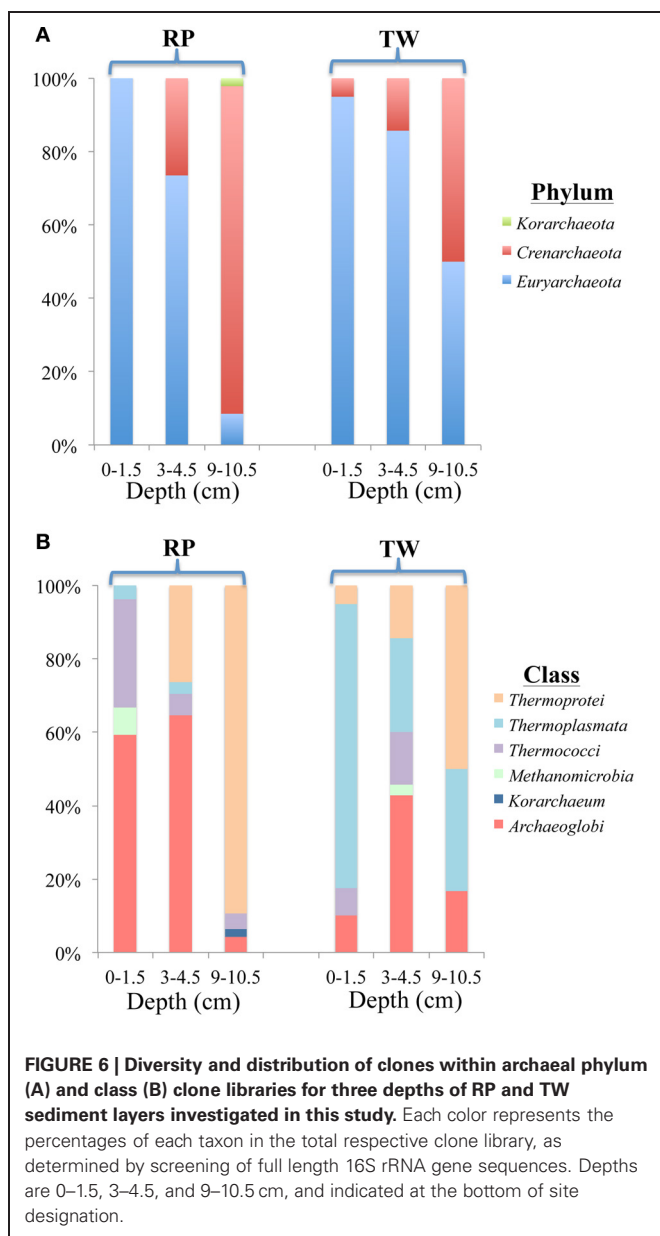 A
RP
TW
100%
80%
60%
40%
20%
0%
0-1.5 3-4.5 9-10.5
Depth (cm)
0-1.5 3-4.5 9-10.5
Depth (cm)
Phylum
Korarchaeota
Crenarchaeota
Euryarchaeota
B
RP
TW
100%
80%
60%
40%
20%
0%
0-1.5 3-4.5 9-10.5
Depth (cm)
0-1.5 3-4.5 9-10.5
Depth (cm)
Class
Thermoprotei
Thermoplasmata
Thermococci
Methanomicrobia
Korarchaeum
Archaeoglobi
FIGURE 6 | Diversity and distribution of clones within archaeal phylum
(A) and class (B) clone libraries for three depths of RP and TW
sediment layers investigated in this study. Each color represents the
percentages of each taxon in the total respective clone library, as
determined by screening of full length 16S rRNA gene sequences. Depths
are 0–1.5, 3–4.5, and 9–10.5 cm, and indicated at the bottom of site
designation.